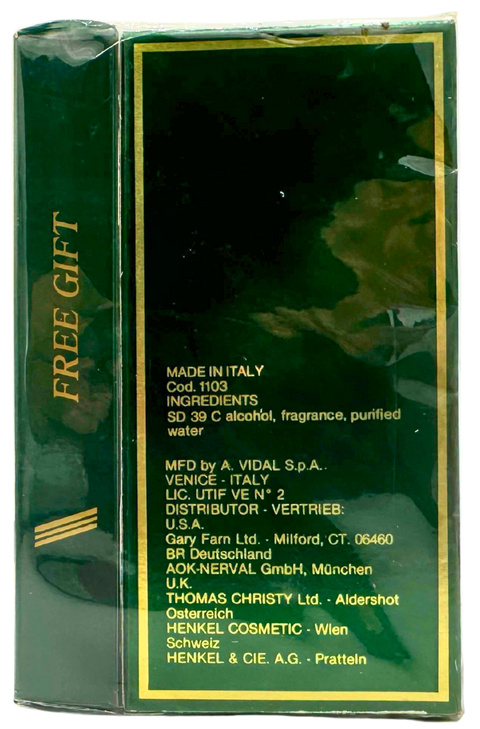 FREE GIFT
MADE IN ITALY
Cod. 1103
INGREDIENTS
SD 39 C alcohol, fragrance, purified
water
MFD by A. VIDAL S.p.A..
VENICE - ITALY
LIC. UTIF VE N° 2
DISTRIBUTOR - VERTRIEB:
U.S.A.
Gary Farn Ltd. - Milford, CT. 06460
BR Deutschland
AOK-NERVAL GmbH, München
U.K.
THOMAS CHRISTY Ltd. - Aldershot
Osterreich
HENKEL COSMETIC - Wien
Schweiz
HENKEL & CIE. A.G. - Pratteln